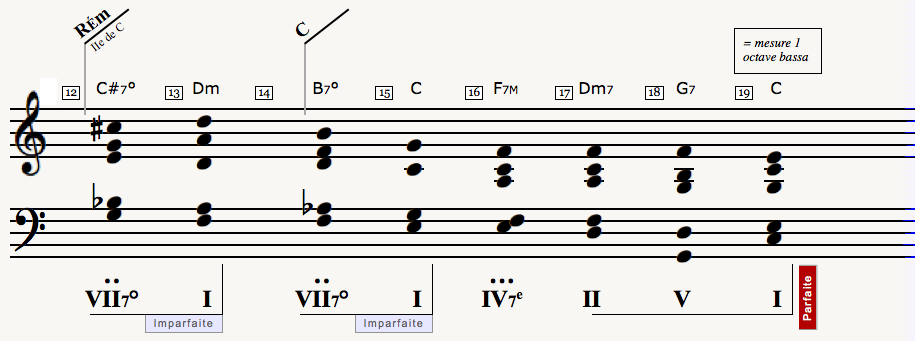 RÉm
IIe de C
C
= mesure 1
octave bassa
12 C#7° 13 Dm 14 B7° 15 C 16 F7M 17 Dm7 18 G7 19 C
VII7° I VII7° I IV7e II V I
Imparfaite Imparfaite Parfaite